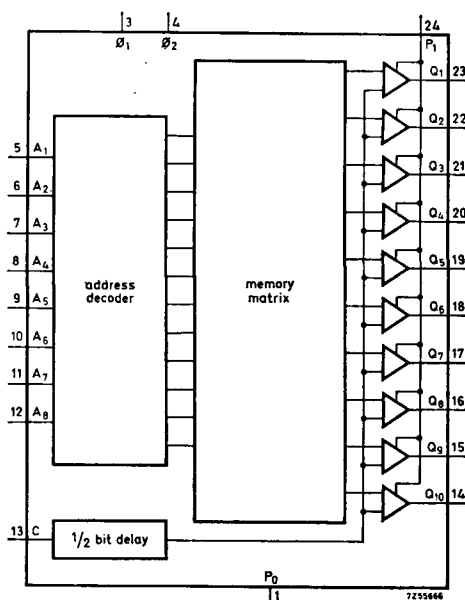 3 4 24
Ø1 Ø2 P1
Q1 23
Q2 22
5 A1
Q3 21
6 A2
7 A3
Q4 20
8 A4
address
decoder
memory
matrix
Q5 19
9 A5
Q6 18
10 A6
Q7 17
11 A7
Q8 16
12 A8
Q9 15
Q10 14
13 C
1/2 bit delay
P0
1
7Z55666